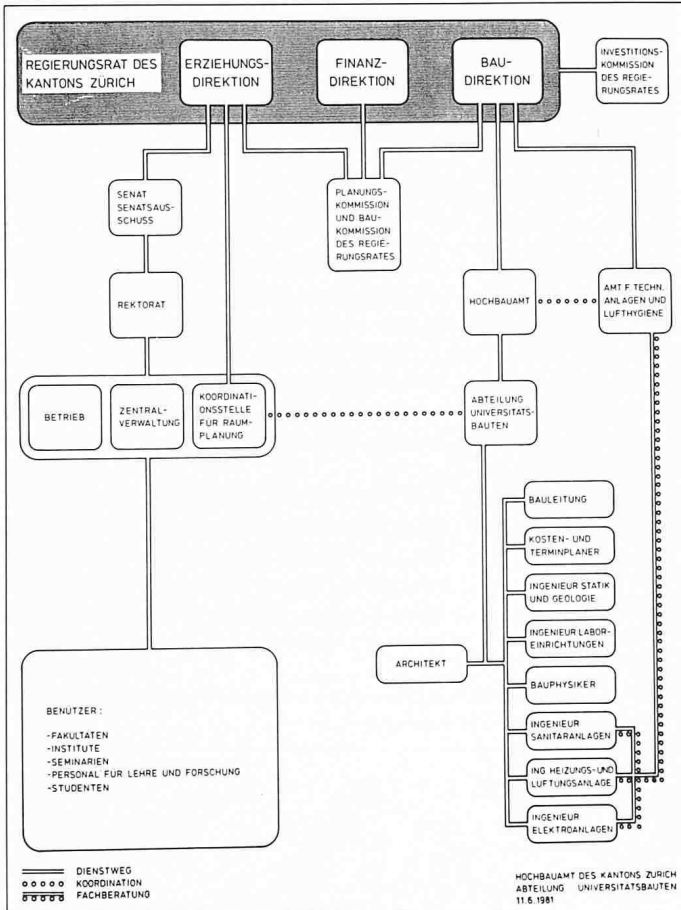 REGIERUNGSRAT DES
KANTONS ZÜRICH
ERZIEHUNGS-
DIREKTION
FINANZ-
DIREKTION
BAU-
DIREKTION
INVESTITIONS-
KOMMISSION
DES REGIE-
RUNGSRATES
SENAT
SENATSAUS-
SCHUSS
PLANUNGS-
KOMMISSION
UND BAU-
KOMMISSION
DES REGIE-
RUNGSRATES
REKTORAT
HOCHBAUAMT
AMT F. TECHN.
ANLAGEN UND
LUFTHYGIENE
BETRIEB
ZENTRAL-
VERWALTUNG
KOORDINATI-
ONSSTELLE
FÜR RAUM-
PLANUNG
ABTEILUNG
UNIVERSITÄTS-
BAUTEN
BAULEITUNG
KOSTEN- UND
TERMINPLANER
INGENIEUR STATIK
UND GEOLOGIE
INGENIEUR LABOR-
EINRICHTUNGEN
ARCHITEKT
BAUPHYSIKER
INGENIEUR
SANITÄRANLAGEN
ING. HEIZUNGS-UND
LÜFTUNGSANLAGE
INGENIEUR
ELEKTROANLAGEN
BENUTZER :
-FAKULTÄTEN
-INSTITUTE
-SEMINARIEN
-PERSONAL FÜR LEHRE UND FORSCHUNG
-STUDENTEN
DIENSTWEG
KOORDINATION
FACHBERATUNG
HOCHBAUAMT DES KANTONS ZÜRICH
ABTEILUNG UNIVERSITÄTSBAUTEN
11.6.1981